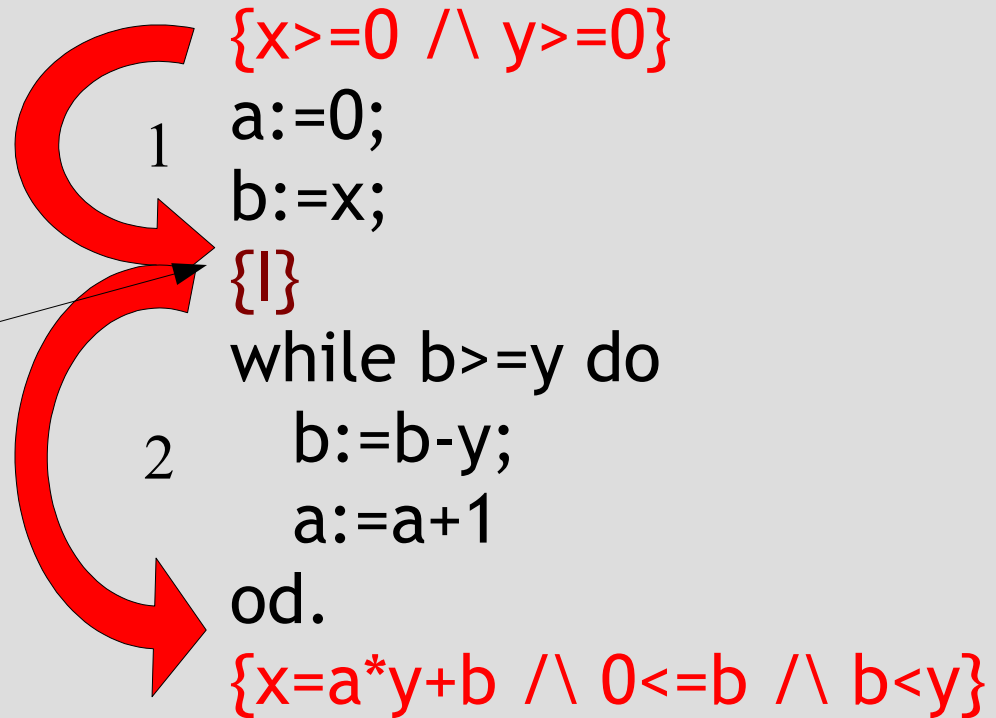 {x>=0 /\ y>=0}
a:=0;
1
b:=x;
{I}
while b>=y do
b:=b-y;
2
a:=a+1
od.
{x=a*y+b /\ 0<=b /\ b<y}